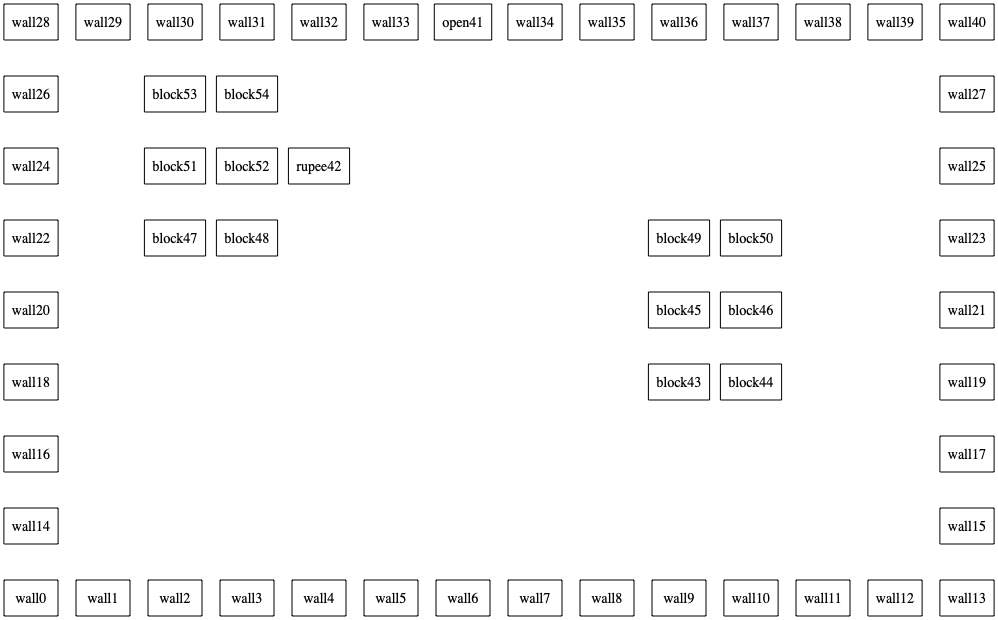 wall28 wall29 wall30 wall31 wall32 wall33 open41 wall34 wall35 wall36 wall37 wall38 wall39 wall40
wall26 block53 block54 wall27
wall24 block51 block52 rupee42 wall25
wall22 block47 block48 block49 block50 wall23
wall20 block45 block46 wall21
wall18 block43 block44 wall19
wall16 wall17
wall14 wall15
wall0 wall1 wall2 wall3 wall4 wall5 wall6 wall7 wall8 wall9 wall10 wall11 wall12 wall13